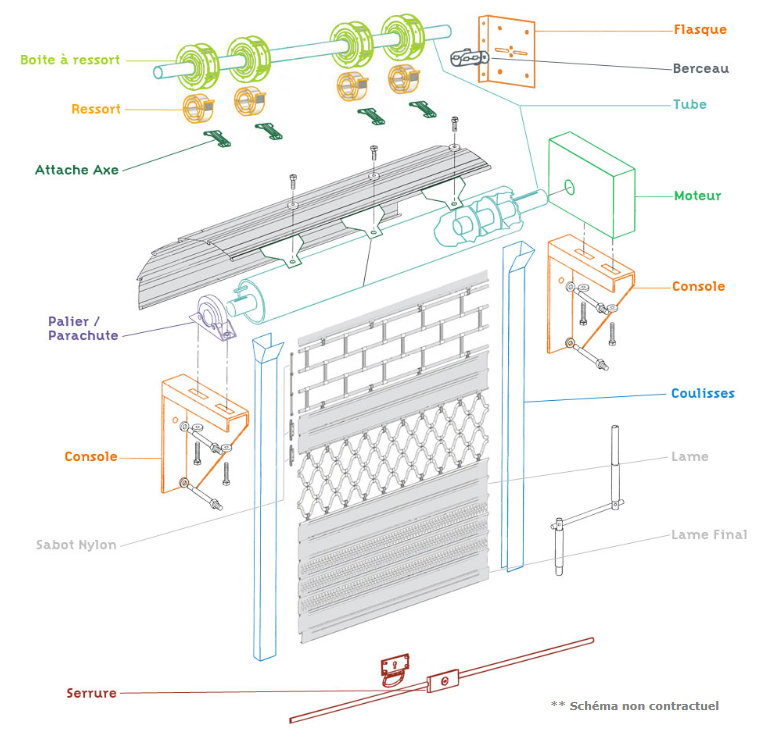 Flasque
Boite à ressort
Berceau
Ressort
Tube
Attache Axe
Moteur
Console
Palier /
Parachute
Coulisses
Console
Lame
Lame Final
Sabot Nylon
Serrure
** Schéma non contractuel